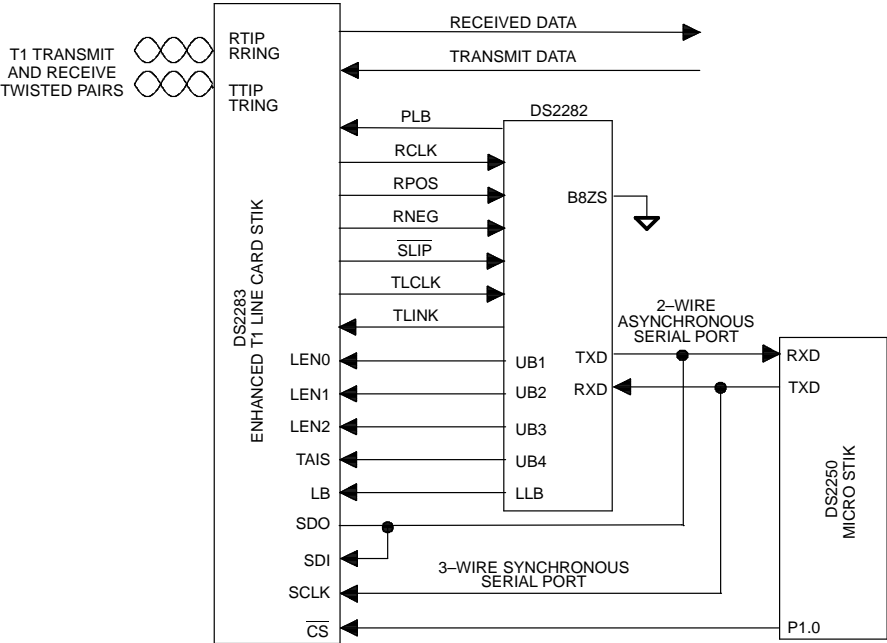 RECEIVED DATA
T1 TRANSMIT
AND RECEIVE
TWISTED PAIRS
RTIP
RRING
TTIP
TRING
TRANSMIT DATA
DS2282
PLB
RCLK
RPOS
RNEG
SLIP
TLCLK
TLINK
B8ZS
DS2283
ENHANCED T1 LINE CARD STIK
LEN0
LEN1
LEN2
TAIS
LB
SDO
SDI
SCLK
CS
UB1
UB2
UB3
UB4
LLB
TXD
RXD
2–WIRE
ASYNCHRONOUS
SERIAL PORT
RXD
TXD
DS2250
MICRO STIK
3–WIRE SYNCHRONOUS
SERIAL PORT
P1.0